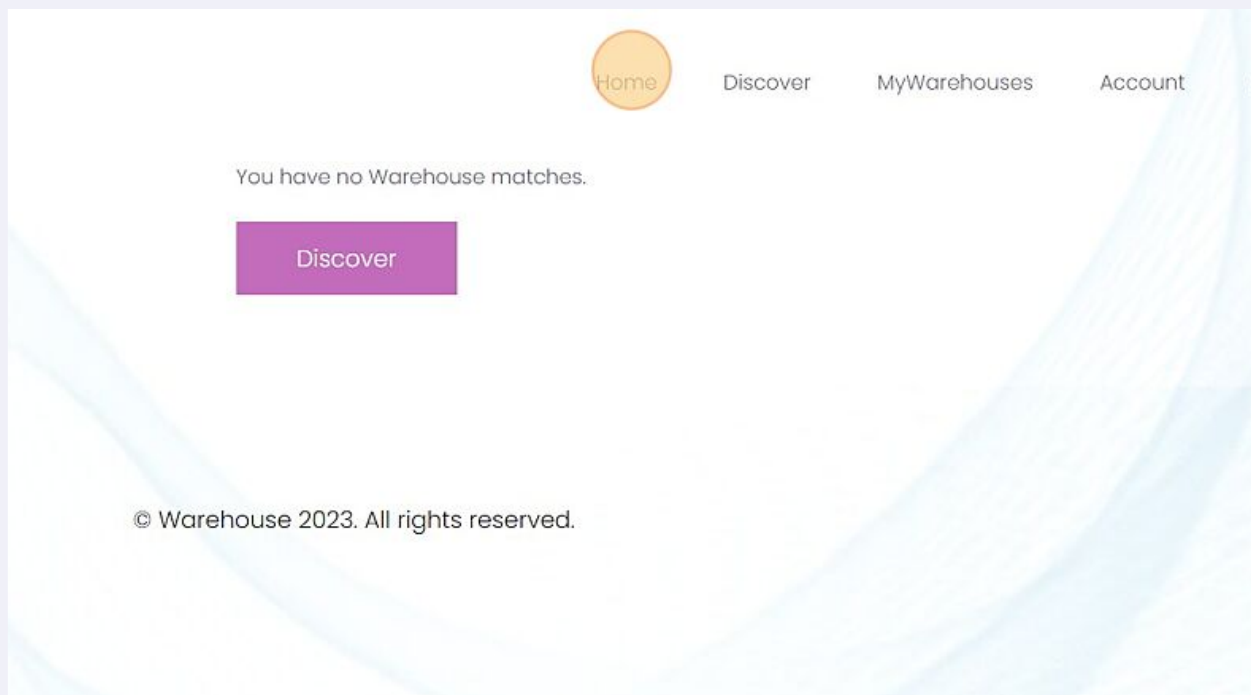 Home Discover MyWarehouses Account
You have no Warehouse matches.
Discover
© Warehouse 2023. All rights reserved.